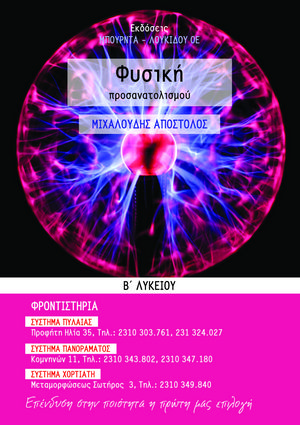 Εκδόσεις
ΜΠΟΥΡΝΤΑ - ΛΟΥΚΙΔΟΥ ΟΕ
Φυσική
προσανατολισμού
ΜΙΧΑΛΟΥΔΗΣ ΑΠΟΣΤΟΛΟΣ
Β΄ ΛΥΚΕΙΟΥ
ΦΡΟΝΤΙΣΤΗΡΙΑ
ΣΥΣΤΗΜΑ ΠΥΛΑΙΑΣ
Προφήτη Ηλία 35, Τηλ.: 2310 303.761, 231 324.027
ΣΥΣΤΗΜΑ ΠΑΝΟΡΑΜΑΤΟΣ
Κομνηνών 11, Τηλ.: 2310 343.802, 2310 347.180
ΣΥΣΤΗΜΑ ΧΟΡΤΙΑΤΗ
Μεταμορφώσεως Σωτήρος 3, Τηλ.: 2310 349.840
Επένδυση στην ποιότητα η πρώτη μας επιλογή